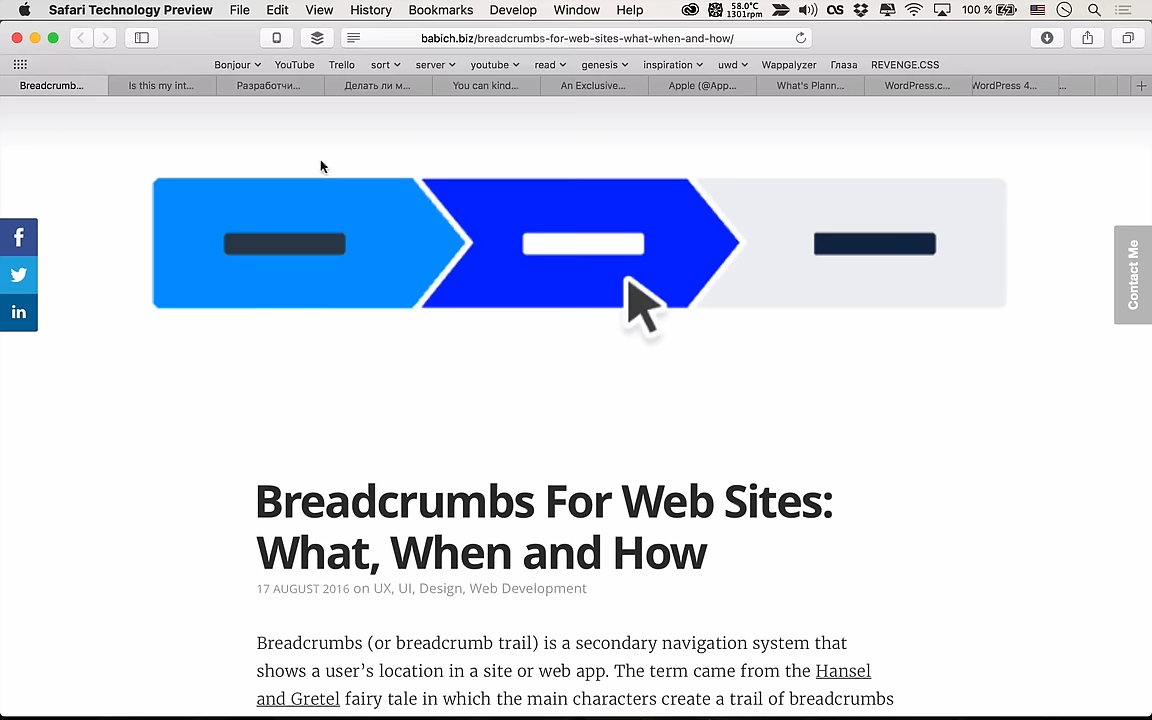 Safari Technology Preview File Edit View History Bookmarks Develop Window Help 58.0°C 1301rpm 100 %
babich.biz/breadcrumbs-for-web-sites-what-when-and-how/
Bonjour YouTube Trello sort server youtube read genesis inspiration uwd Wappalyzer Глаза REVENGE.CSS
Breadcrumb... Is this my int... Разработчи... Делать ли м... You can kind... An Exclusive... Apple (@App... What's Plann... WordPress.c... WordPress 4... ...
Contact Me
Breadcrumbs For Web Sites:
What, When and How
17 AUGUST 2016 on UX, UI, Design, Web Development
Breadcrumbs (or breadcrumb trail) is a secondary navigation system that
shows a user's location in a site or web app. The term came from the Hansel
and Gretel fairy tale in which the main characters create a trail of breadcrumbs